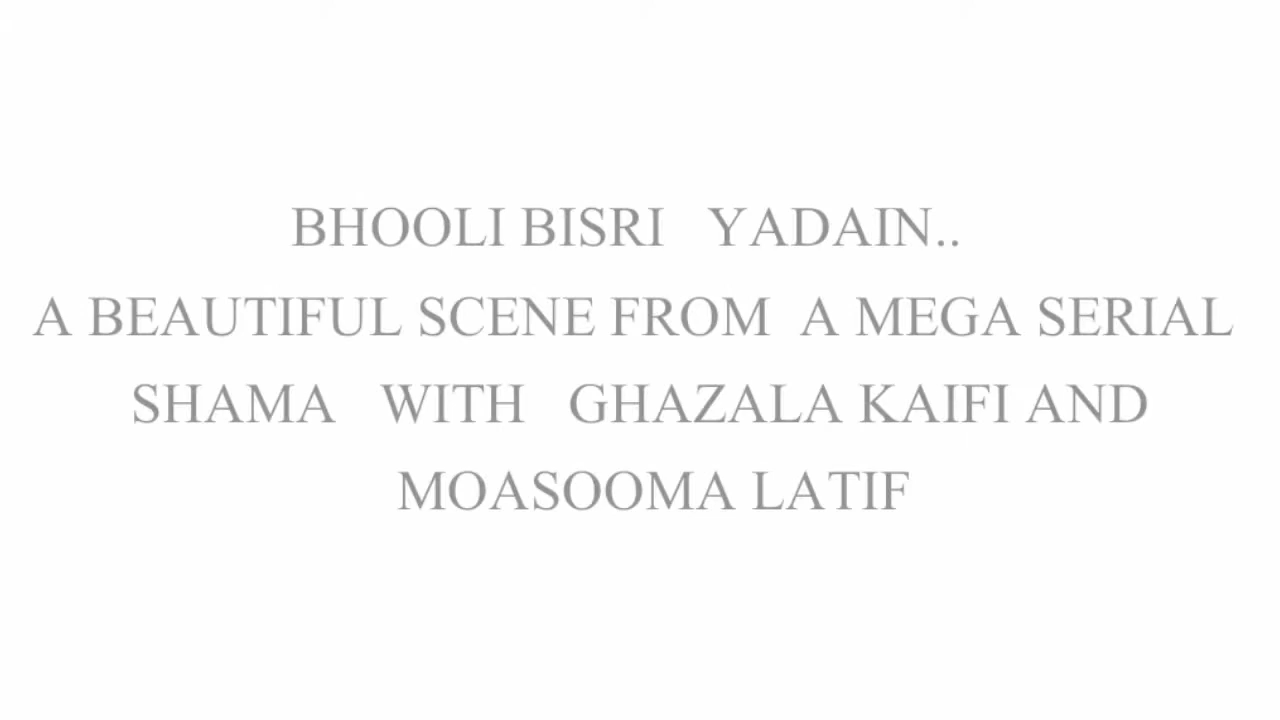 BHOOLI BISRI YADAIN..
A BEAUTIFUL SCENE FROM A MEGA SERIAL
SHAMA WITH GHAZALA KAIFI AND
MOASOOMA LATIF